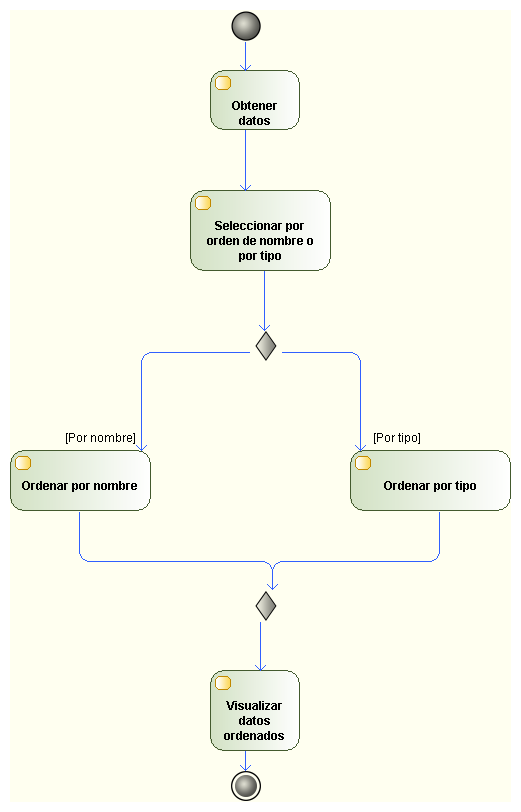 Obtener
datos
Seleccionar por
orden de nombre o
por tipo
[Por nombre]
[Por tipo]
Ordenar por nombre
Ordenar por tipo
Visualizar
datos
ordenados